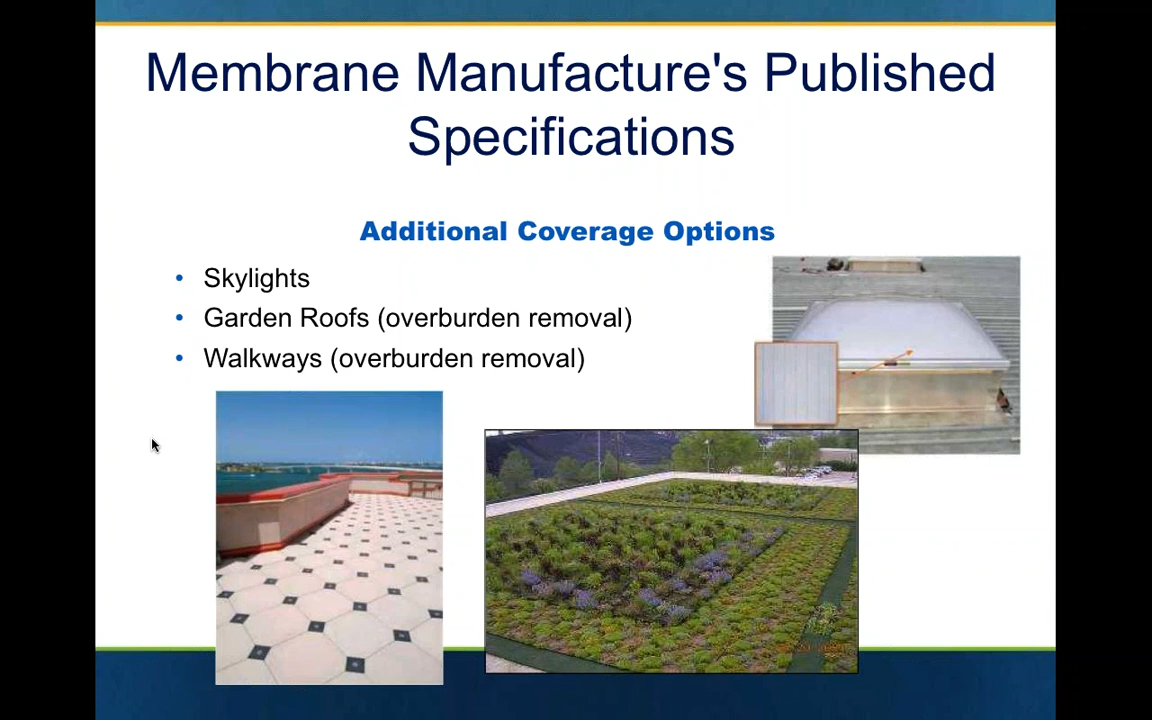 Membrane Manufacture's Published
Specifications
Additional Coverage Options
• Skylights
• Garden Roofs (overburden removal)
• Walkways (overburden removal)